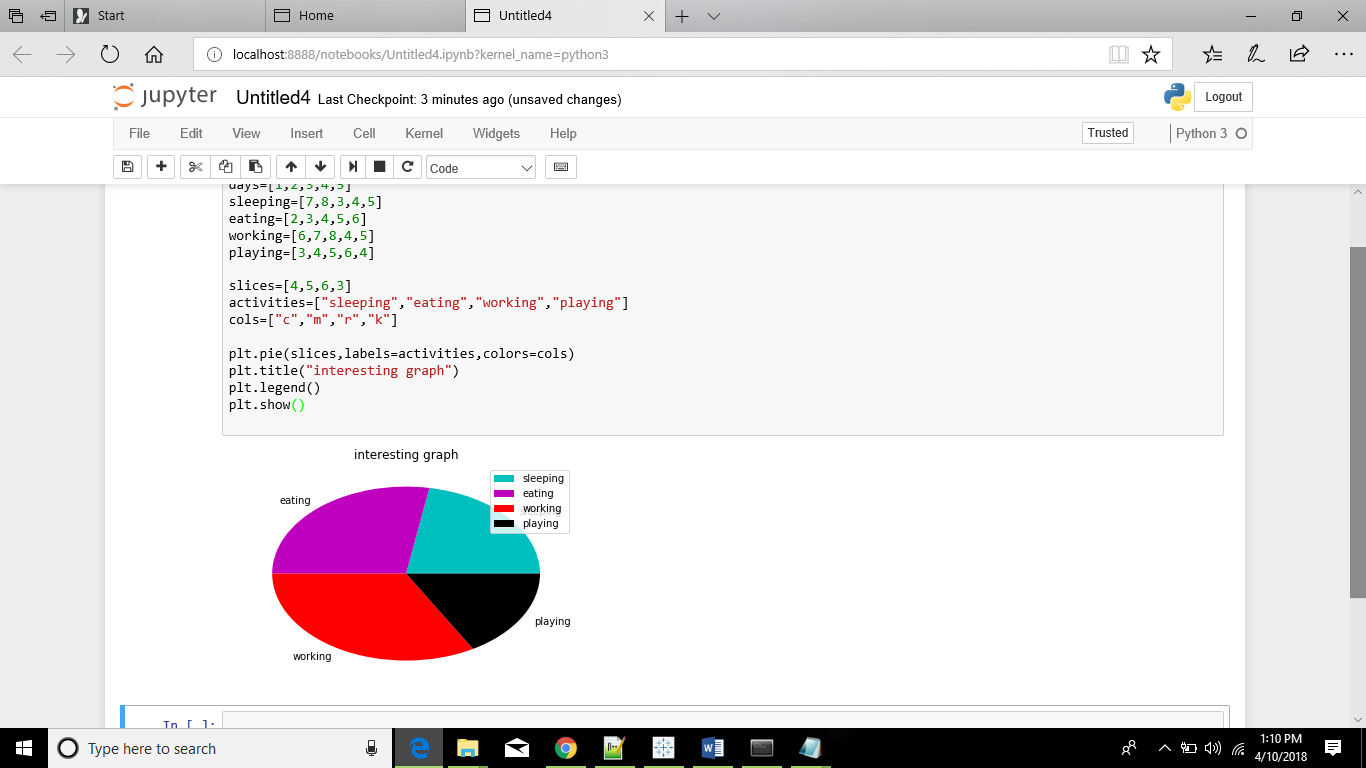 Start
Home
Untitled4
localhost:8888/notebooks/Untitled4.ipynb?kernel_name=python3
jupyter Untitled4 Last Checkpoint: 3 minutes ago (unsaved changes)
Logout
File Edit View Insert Cell Kernel Widgets Help
Trusted
Python 3
Code
days=[1,2,3,4,5]
sleeping=[7,8,3,4,5]
eating=[2,3,4,5,6]
working=[6,7,8,4,5]
playing=[3,4,5,6,4]
slices=[4,5,6,3]
activities=["sleeping","eating","working","playing"]
cols=["c","m","r","k"]
plt.pie(slices,labels=activities,colors=cols)
plt.title("interesting graph")
plt.legend()
plt.show()
interesting graph
sleeping
eating
working
playing
eating
playing
working
In [ ]:
Type here to search
1:10 PM
4/10/2018